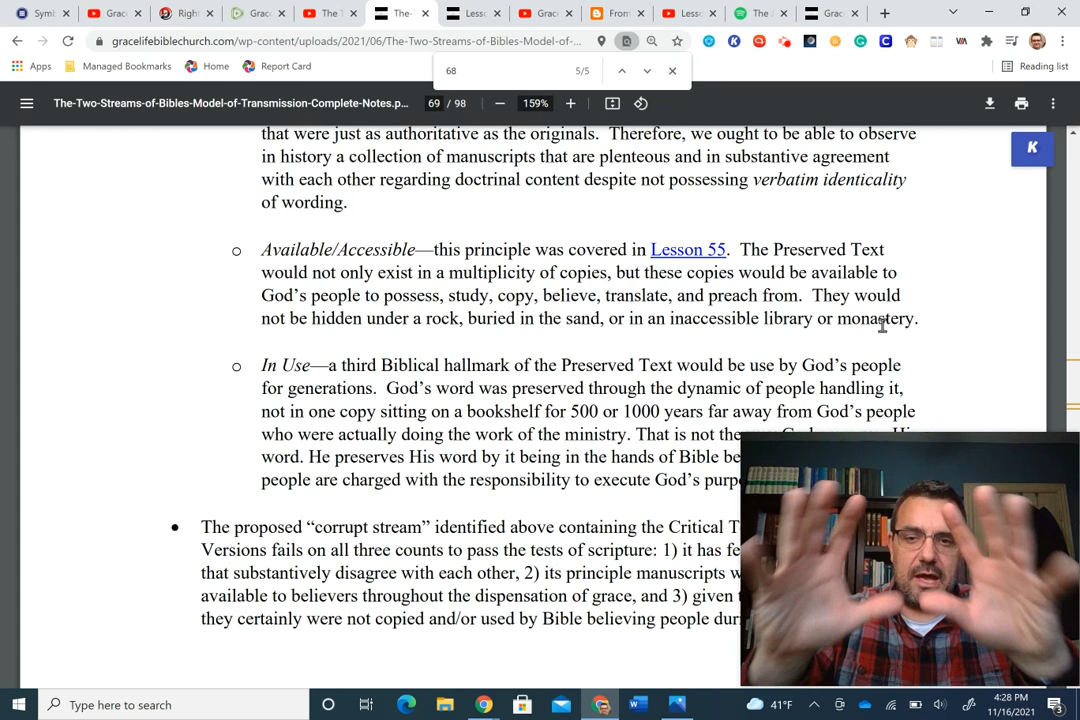 Symb
Right
Grace
The T
The-
Lesso
Grace
From
Lesso
The J
Grac
gracelifebiblechurch.com/wp-content/uploads/2021/06/The-Two-Streams-of-Bibles-Model-of-...
Apps
Managed Bookmarks
Home
Report Card
Reading list
68
5/5
The-Two-Streams-of-Bibles-Model-of-Transmission-Complete-Notes.p...
69 / 98
159%
K
that were just as authoritative as the originals. Therefore, we ought to be able to observe
in history a collection of manuscripts that are plenteous and in substantive agreement
with each other regarding doctrinal content despite not possessing verbatim identicality
of wording.
o Available/Accessible—this principle was covered in Lesson 55. The Preserved Text
would not only exist in a multiplicity of copies, but these copies would be available to
God's people to possess, study, copy, believe, translate, and preach from. They would
not be hidden under a rock, buried in the sand, or in an inaccessible library or monastery.
o In Use—a third Biblical hallmark of the Preserved Text would be use by God's people
for generations. God's word was preserved through the dynamic of people handling it,
not in one copy sitting on a bookshelf for 500 or 1000 years far away from God's people
who were actually doing the work of the ministry. That is not the
word. He preserves His word by it being in the hands of Bible be
people are charged with the responsibility to execute God's purp
• The proposed “corrupt stream” identified above containing the Critical T
Versions fails on all three counts to pass the tests of scripture: 1) it has fe
that substantively disagree with each other, 2) its principle manuscripts w
available to believers throughout the dispensation of grace, and 3) given
they certainly were not copied and/or used by Bible believing people dur
Type here to search
41°F
4:28 PM
11/16/2021
3